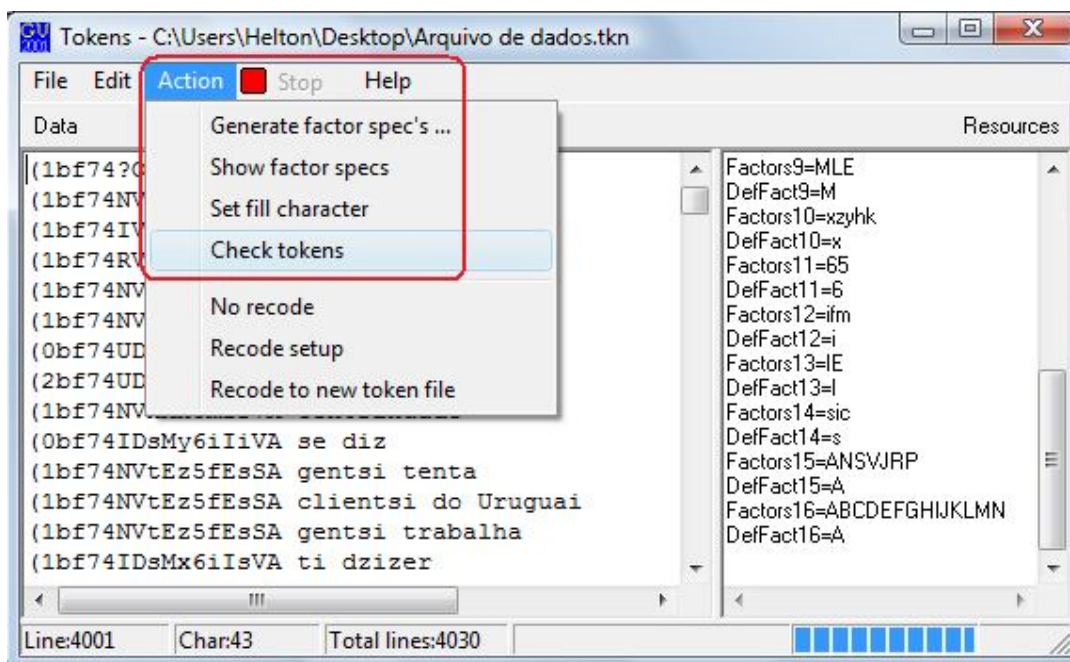 GU 2001 Tokens - C:\Users\Helton\Desktop\Arquivo de dados.tkn
File Edit Action Stop Help
Data Resources
Generate factor spec's ...
Show factor specs
Set fill character
Check tokens
No recode
Recode setup
Recode to new token file
(1bf74?
(1bf74NV
(1bf74IV
(1bf74RV
(1bf74NV
(1bf74NV
(0bf74UD
(2bf74UD
(1bf74NV
(0bf74IDsMy6iIiVA se diz
(1bf74NVtEz5fEsSA gentsi tenta
(1bf74NVtEz5fEsSA clientsi do Uruguai
(1bf74NVtEz5fEsSA gentsi trabalha
(1bf74IDsMx6iIsVA ti dzizer
Factors9=MLE
DefFact9=M
Factors10=xzyhk
DefFact10=x
Factors11=65
DefFact11=6
Factors12=ifm
DefFact12=i
Factors13=IE
DefFact13=I
Factors14=sic
DefFact14=s
Factors15=ANSVJRP
DefFact15=A
Factors16=ABCDEFGHIJKLMN
DefFact16=A
Line:4001 Char:43 Total lines:4030